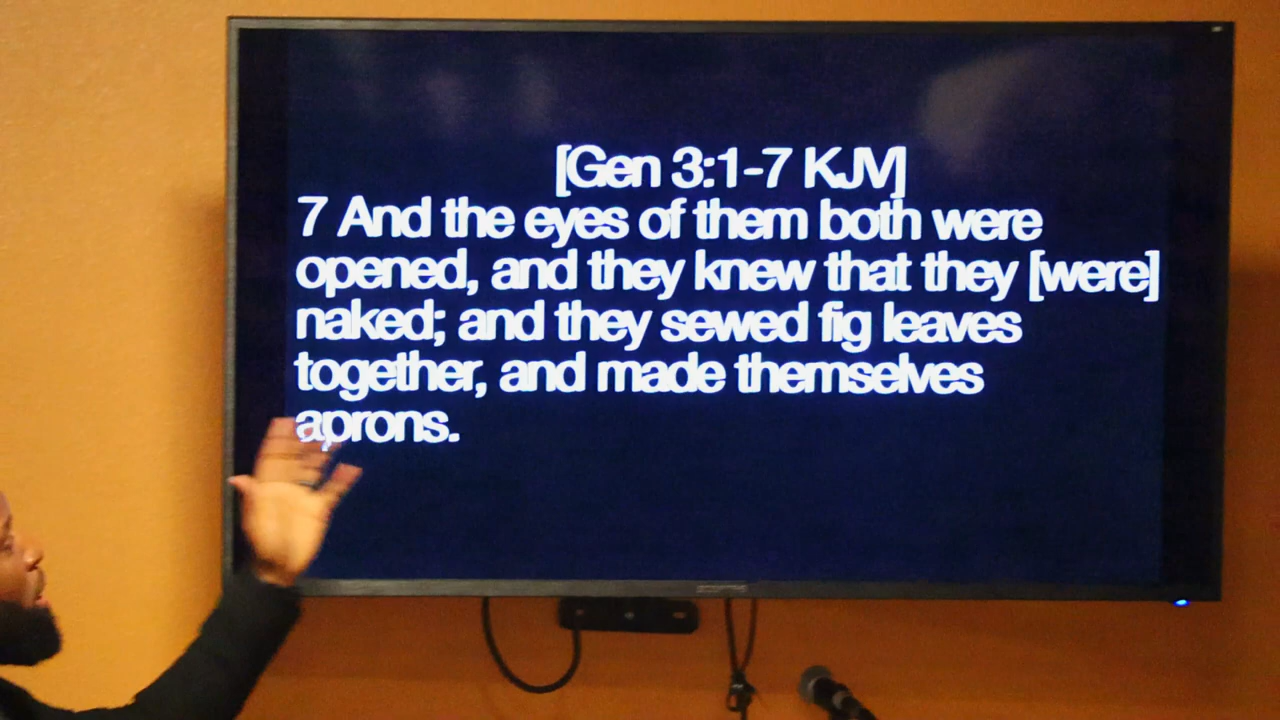 [Gen 3:1-7 KJV]
7 And the eyes of them both were
opened, and they knew that they [were]
naked; and they sewed fig leaves
together, and made themselves
aprons.